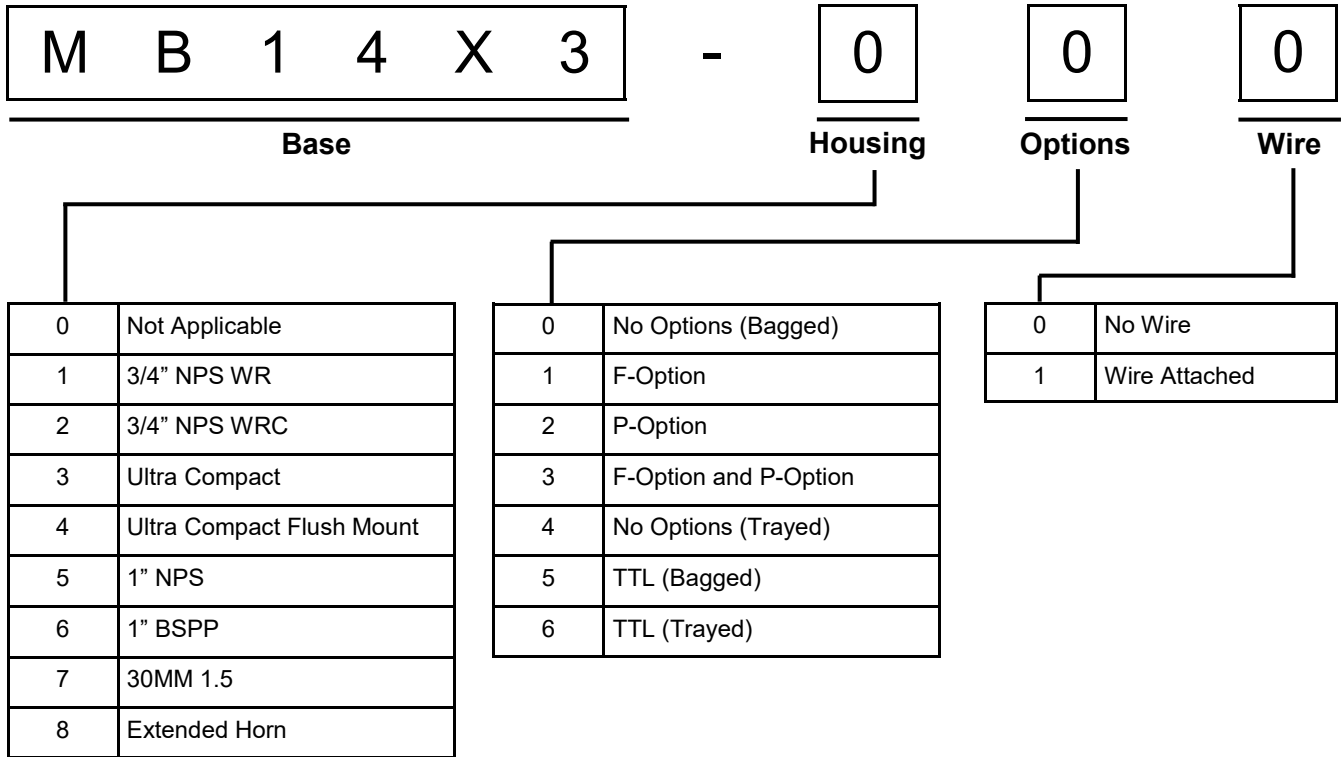 M B 1 4 X 3 - 0 0 0
Base Housing Options Wire
0 Not Applicable
1 3/4” NPS WR
2 3/4” NPS WRC
3 Ultra Compact
4 Ultra Compact Flush Mount
5 1” NPS
6 1” BSPP
7 30MM 1.5
8 Extended Horn
0 No Options (Bagged)
1 F-Option
2 P-Option
3 F-Option and P-Option
4 No Options (Trayed)
5 TTL (Bagged)
6 TTL (Trayed)
0 No Wire
1 Wire Attached